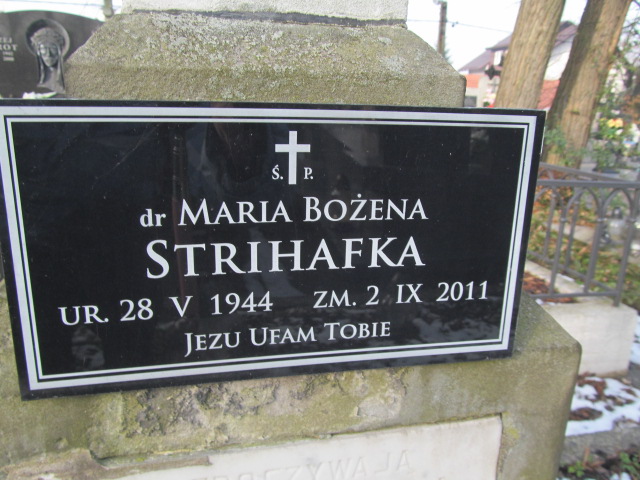 Ś. P.
dr MARIA BOŻENA
STRIHAFKA
UR. 28 V 1944 ZM. 2 IX 2011
JEZU UFAM TOBIE